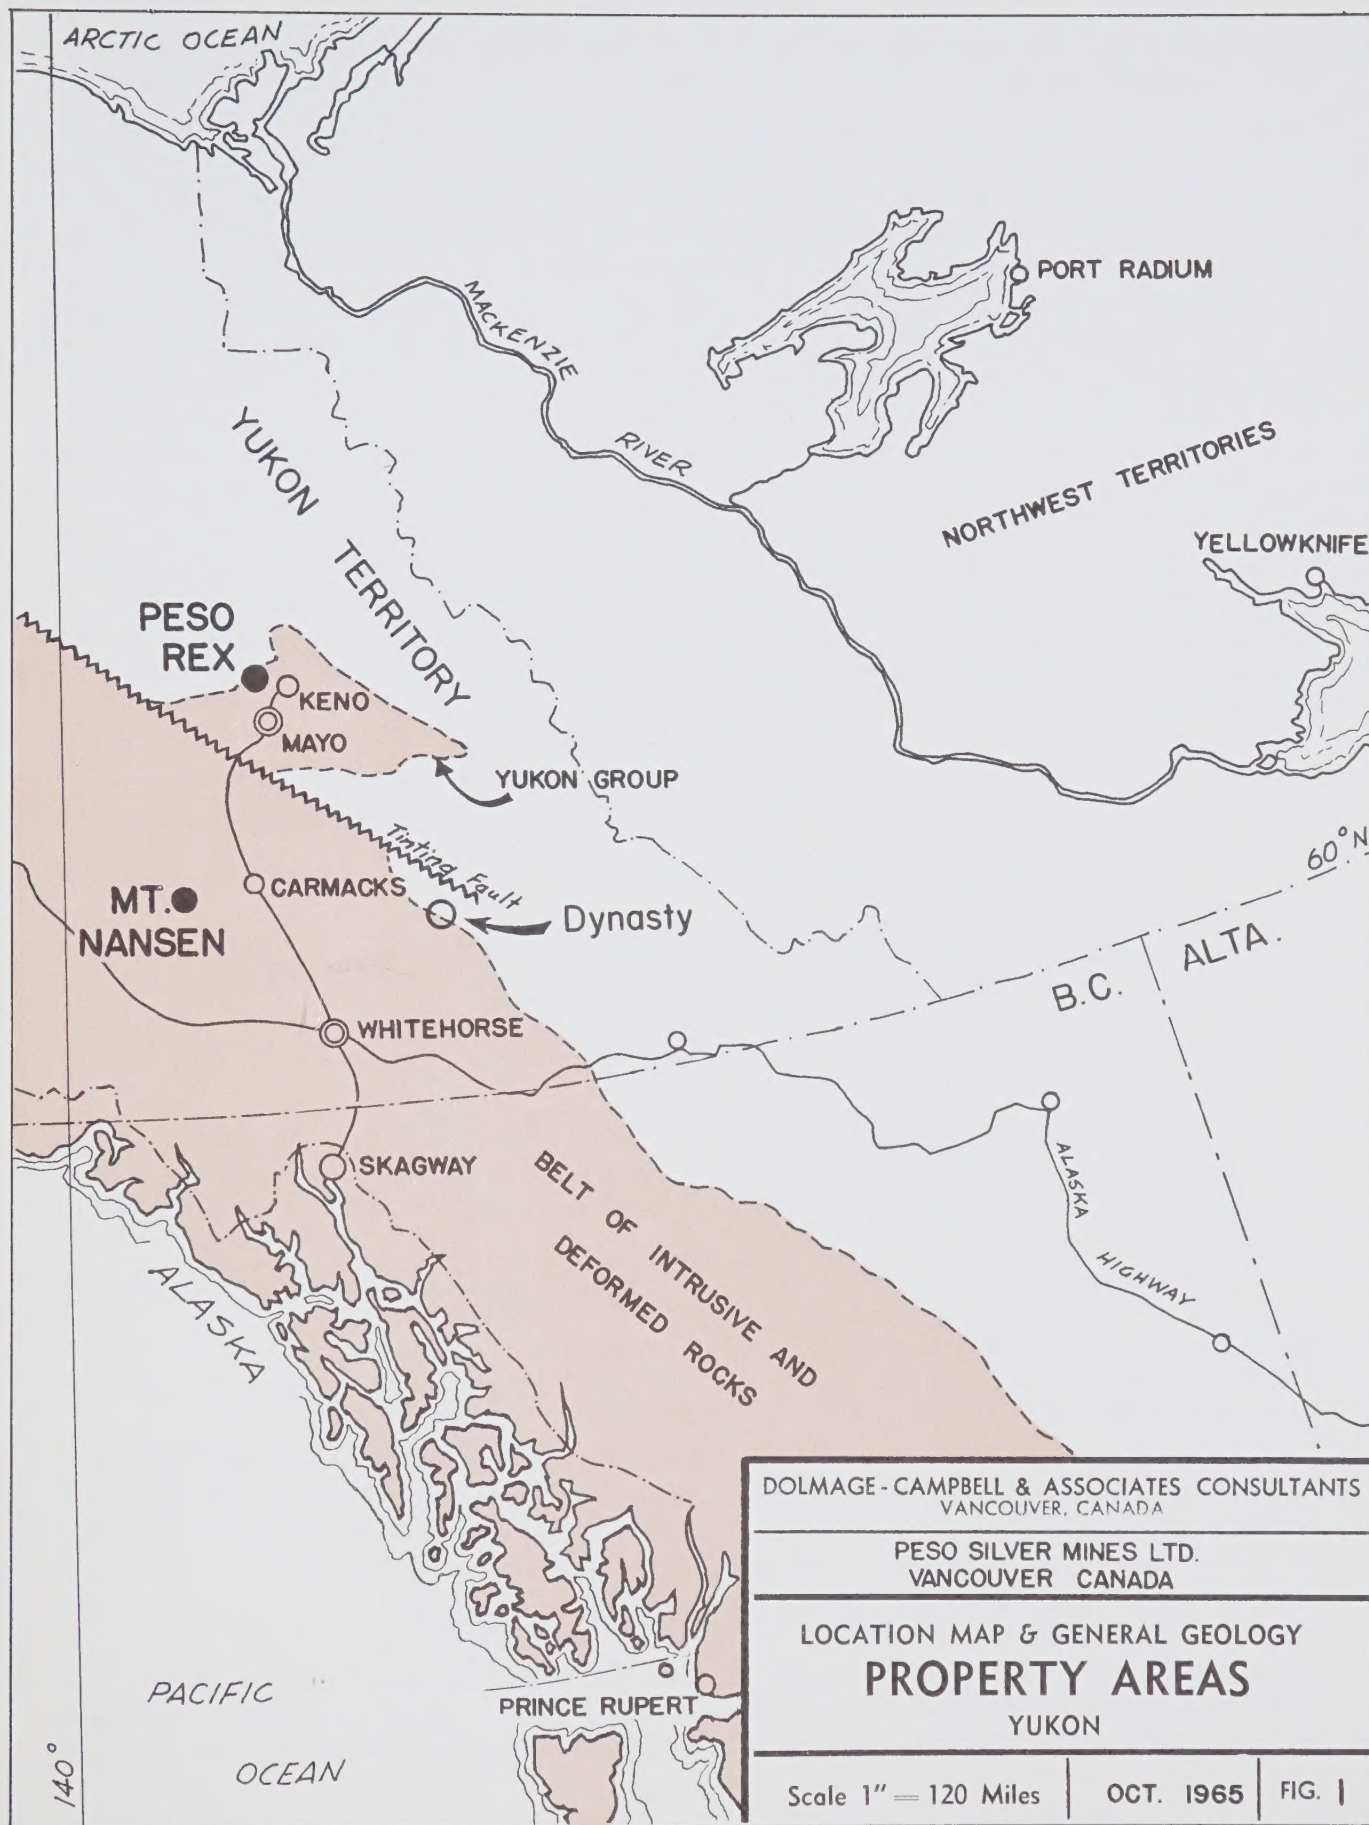 ARCTIC OCEAN
PORT RADIUM
MACKENZIE
RIVER
YUKON
TERRITORY
NORTHWEST TERRITORIES
YELLOWKNIFE
PESO
REX
KENO
MAYO
YUKON GROUP
Tinting Fault
60°N
CARMACKS
MT.
NANSEN
Dynasty
B.C.
ALTA.
WHITEHORSE
SKAGWAY
ALASKA
HIGHWAY
BELT OF INTRUSIVE AND
DEFORMED ROCKS
ALASKA
PACIFIC
OCEAN
PRINCE RUPERT
140°
DOLMAGE - CAMPBELL & ASSOCIATES CONSULTANTS
VANCOUVER, CANADA
PESO SILVER MINES LTD.
VANCOUVER CANADA
LOCATION MAP & GENERAL GEOLOGY
PROPERTY AREAS
YUKON
Scale 1" = 120 Miles
OCT. 1965
FIG. 1